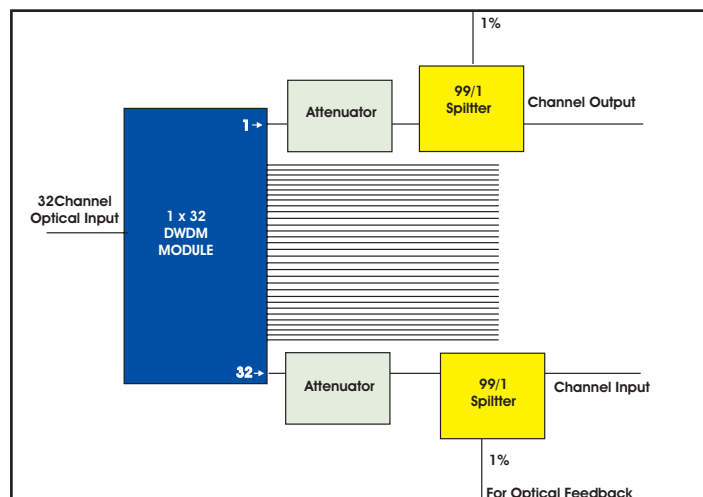 1%
99/1
Spiltter
Channel Output
Attenuator
1
32Channel
Optical Input
1 x 32
DWDM
MODULE
32
Attenuator
99/1
Spiltter
Channel Input
1%
For Optical Feedback